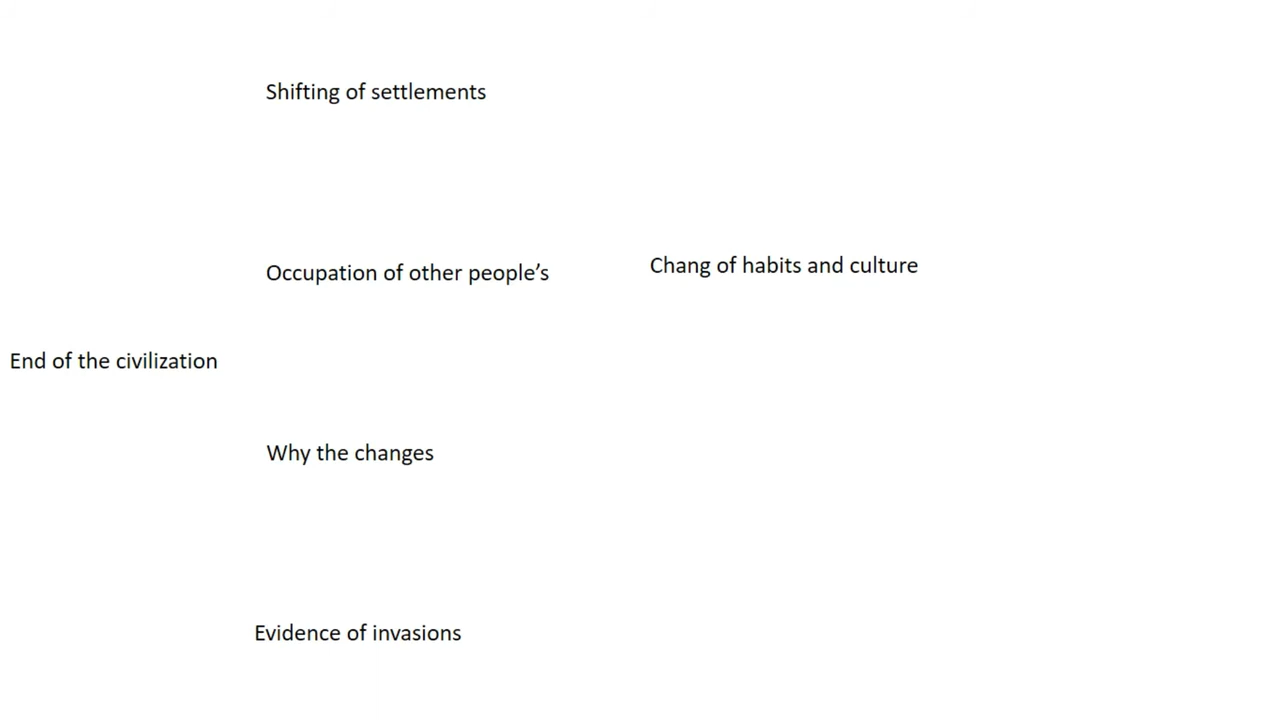 Shifting of settlements
Occupation of other people’s
Chang of habits and culture
End of the civilization
Why the changes
Evidence of invasions